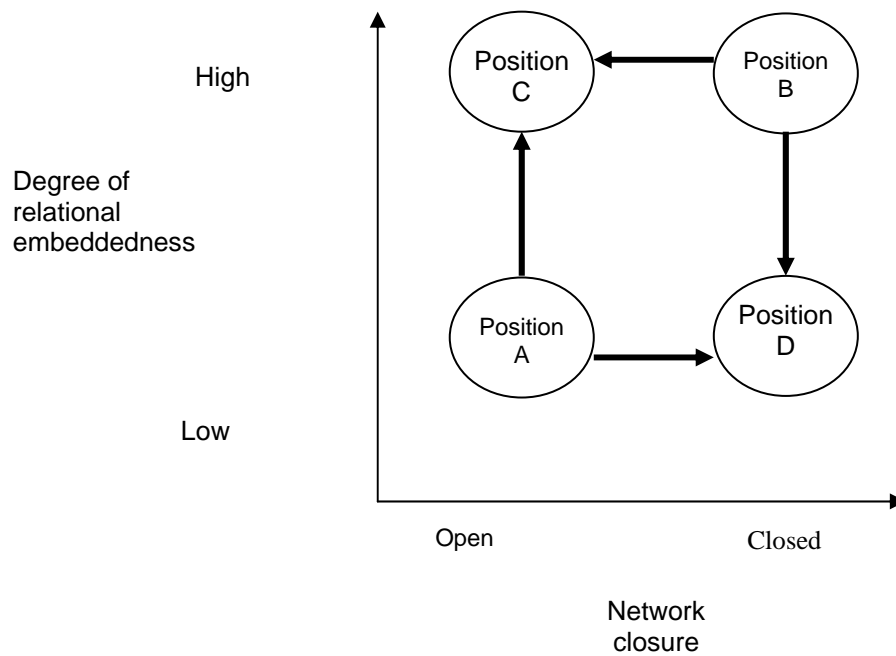 High
Position
C
Position
B
Degree of
relational
embeddedness
Position
A
Position
D
Low
Open
Closed
Network
closure